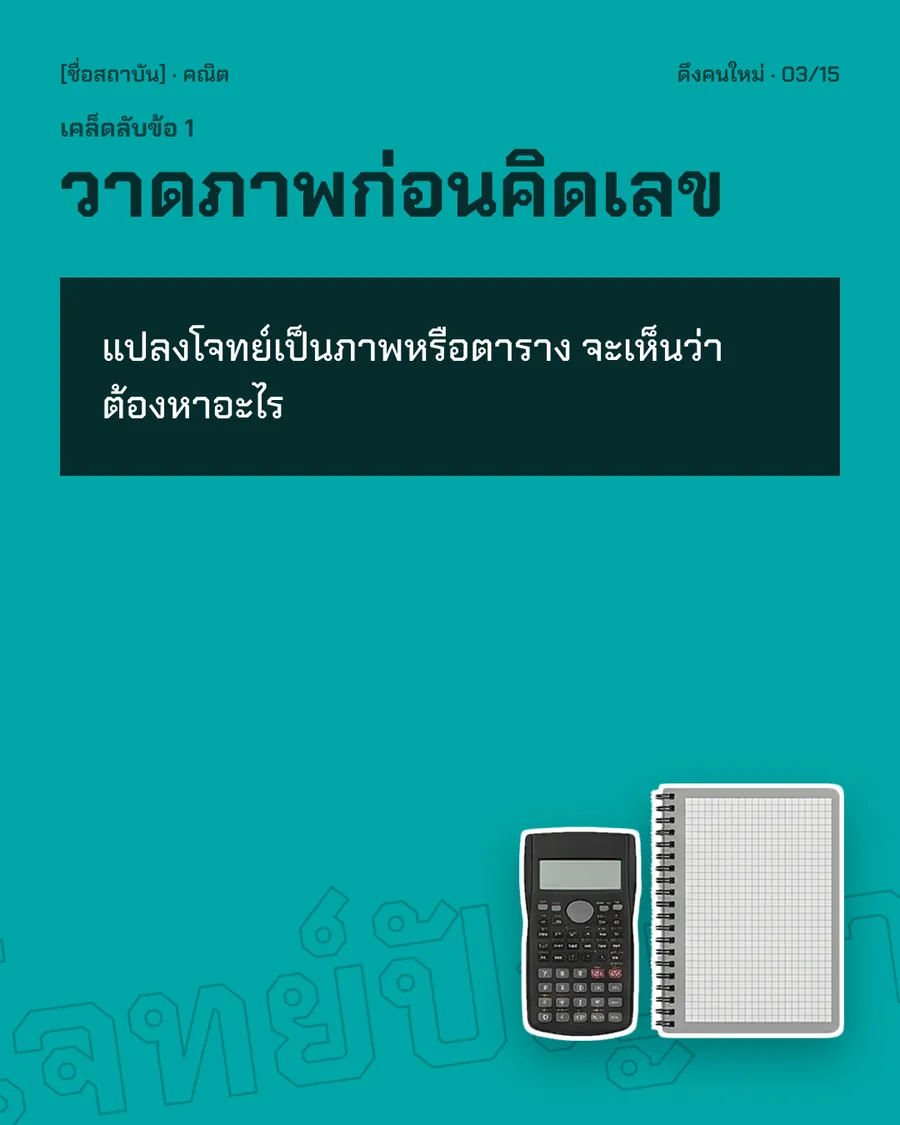 [ชื่อสถาบัน] · คณิต
ดึงคนใหม่ · 03/15
เคล็ดลับข้อ 1
วาดภาพก่อนคิดเลข
แปลงโจทย์เป็นภาพหรือตาราง จะเห็นว่า
ต้องหาอะไร